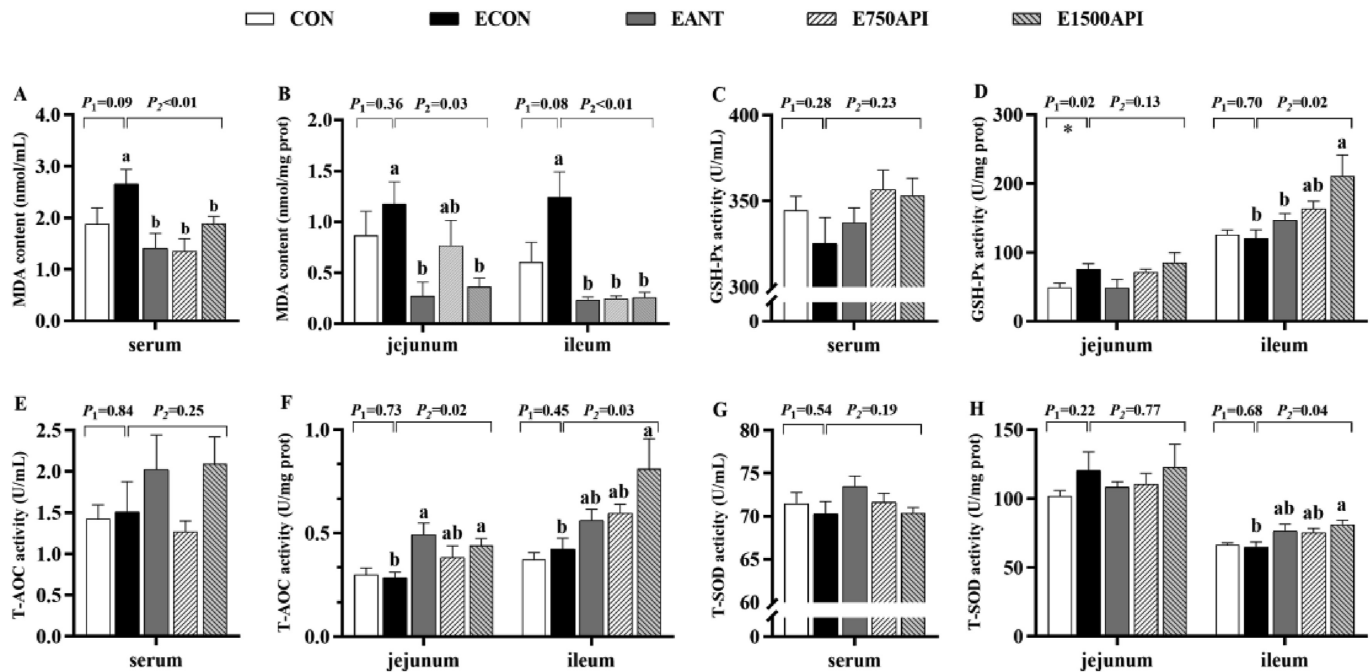 CON ECON EANT E750API E1500API
A
P1=0.09 P2<0.01
MDA content (nmol/mL)
4.0
3.0
2.0
1.0
0.0
a
b
b
b
serum
B
P1=0.36 P2=0.03
P1=0.08 P2<0.01
MDA content (nmol/mg prot)
2.0
1.5
1.0
0.5
0.0
a
b
ab
b
a
b b b
jejunum ileum
C
P1=0.28 P2=0.23
GSH-Px activity (U/mL)
400
350
300
0
serum
D
P1=0.02 P2=0.13
P1=0.70 P2=0.02
*
GSH-Px activity (U/mg prot)
300
200
100
0
b
b
ab
a
jejunum ileum
E
P1=0.84 P2=0.25
T-AOC activity (U/mL)
2.5
2.0
1.5
1.0
0.5
0.0
serum
F
P1=0.73 P2=0.02
P1=0.45 P2=0.03
T-AOC activity (U/mg prot)
1.0
0.5
0.0
b
a
ab
a
b
ab
ab
a
jejunum ileum
G
P1=0.54 P2=0.19
T-SOD acticity (U/mL)
80
75
70
65
60
0
serum
H
P1=0.22 P2=0.77
P1=0.68 P2=0.04
T-SOD activity (U/mg prot)
150
100
50
0
b
ab
ab
a
jejunum ileum